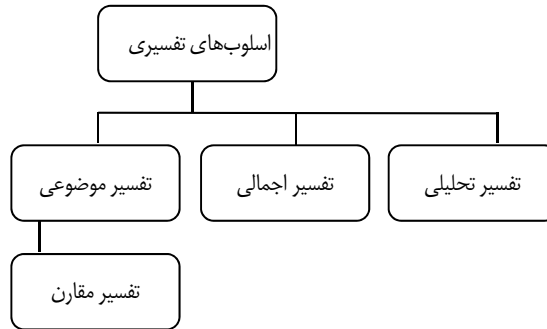 اسلوب‌های تفسیری
تفسیر تحلیلی
تفسیر اجمالی
تفسیر موضوعی
تفسیر مقارن